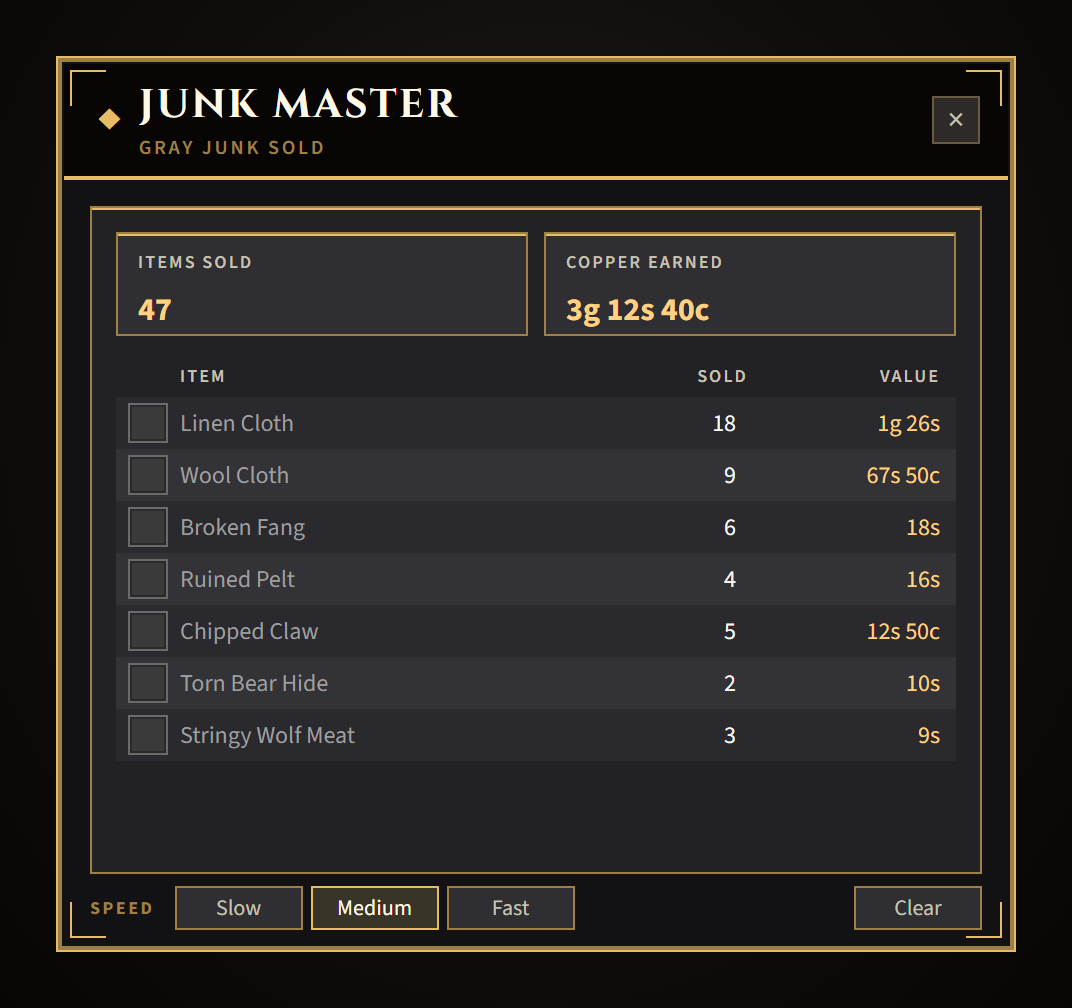 JUNK MASTER
GRAY JUNK SOLD
✕
ITEMS SOLD
47
COPPER EARNED
3g 12s 40c
ITEM SOLD VALUE
Linen Cloth 18 1g 26s
Wool Cloth 9 67s 50c
Broken Fang 6 18s
Ruined Pelt 4 16s
Chipped Claw 5 12s 50c
Torn Bear Hide 2 10s
Stringy Wolf Meat 3 9s
SPEED Slow Medium Fast Clear